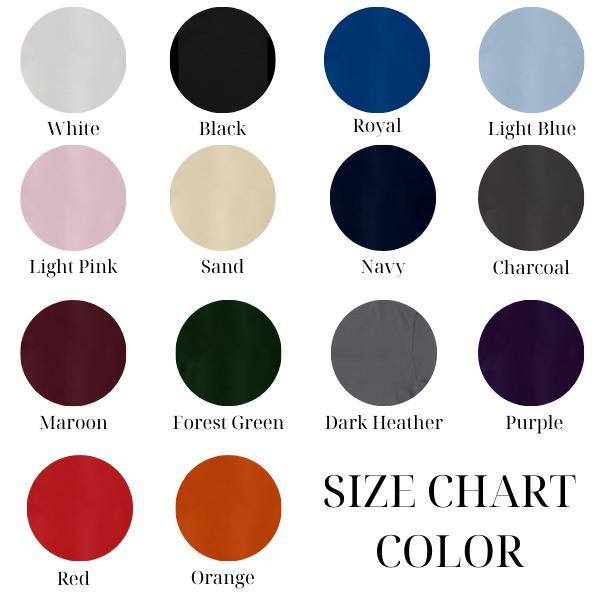 White
Black
Royal
Light Blue
Light Pink
Sand
Navy
Charcoal
Maroon
Forest Green
Dark Heather
Purple
Red
Orange
SIZE CHART
COLOR